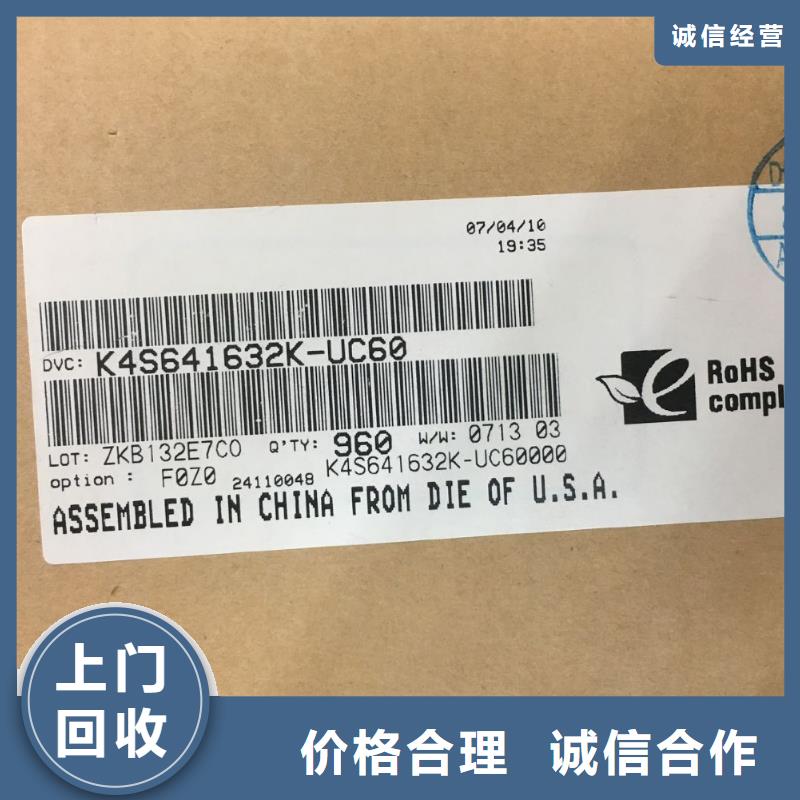 诚信经营
07/04/10
19:35
DVC: K4S641632K-UC60
RoHS
compl
LOT: ZKB132E7C0 Q'TY: 960 W/W: 0713 03
option : F0Z0 24110048 K4S641632K-UC60000
ASSEMBLED IN CHINA FROM DIE OF U.S.A.
上门
回收
价格合理 诚信合作